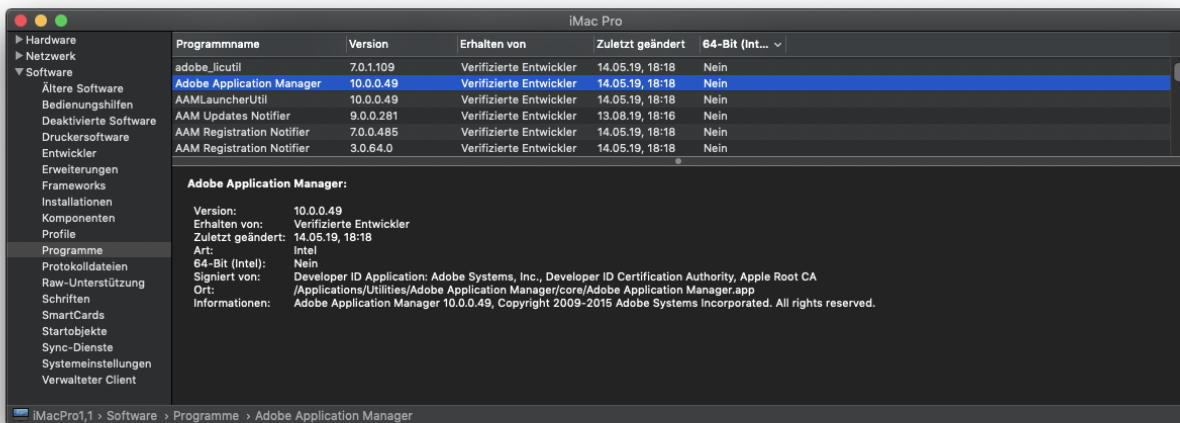 iMac Pro
Hardware
Netzwerk
Software
Ältere Software
Bedienungshilfen
Deaktivierte Software
Druckersoftware
Entwickler
Erweiterungen
Frameworks
Installationen
Komponenten
Profile
Programme
Protokolldateien
Raw-Unterstützung
Schriften
SmartCards
Startobjekte
Sync-Dienste
Systemeinstellungen
Verwalteter Client
Programmname Version Erhalten von Zuletzt geändert 64-Bit (Int...
adobe_licutil 7.0.1.109 Verifizierte Entwickler 14.05.19, 18:18 Nein
Adobe Application Manager 10.0.0.49 Verifizierte Entwickler 14.05.19, 18:18 Nein
AAMLauncherUtil 10.0.0.49 Verifizierte Entwickler 14.05.19, 18:18 Nein
AAM Updates Notifier 9.0.0.281 Verifizierte Entwickler 13.08.19, 18:16 Nein
AAM Registration Notifier 7.0.0.485 Verifizierte Entwickler 14.05.19, 18:18 Nein
AAM Registration Notifier 3.0.64.0 Verifizierte Entwickler 14.05.19, 18:18 Nein
Adobe Application Manager:
Version: 10.0.0.49
Erhalten von: Verifizierte Entwickler
Zuletzt geändert: 14.05.19, 18:18
Art: Intel
64-Bit (Intel): Nein
Signiert von: Developer ID Application: Adobe Systems, Inc., Developer ID Certification Authority, Apple Root CA
Ort: /Applications/Utilities/Adobe Application Manager/core/Adobe Application Manager.app
Informationen: Adobe Application Manager 10.0.0.49, Copyright 2009-2015 Adobe Systems Incorporated. All rights reserved.
iMacPro1,1 › Software › Programme › Adobe Application Manager